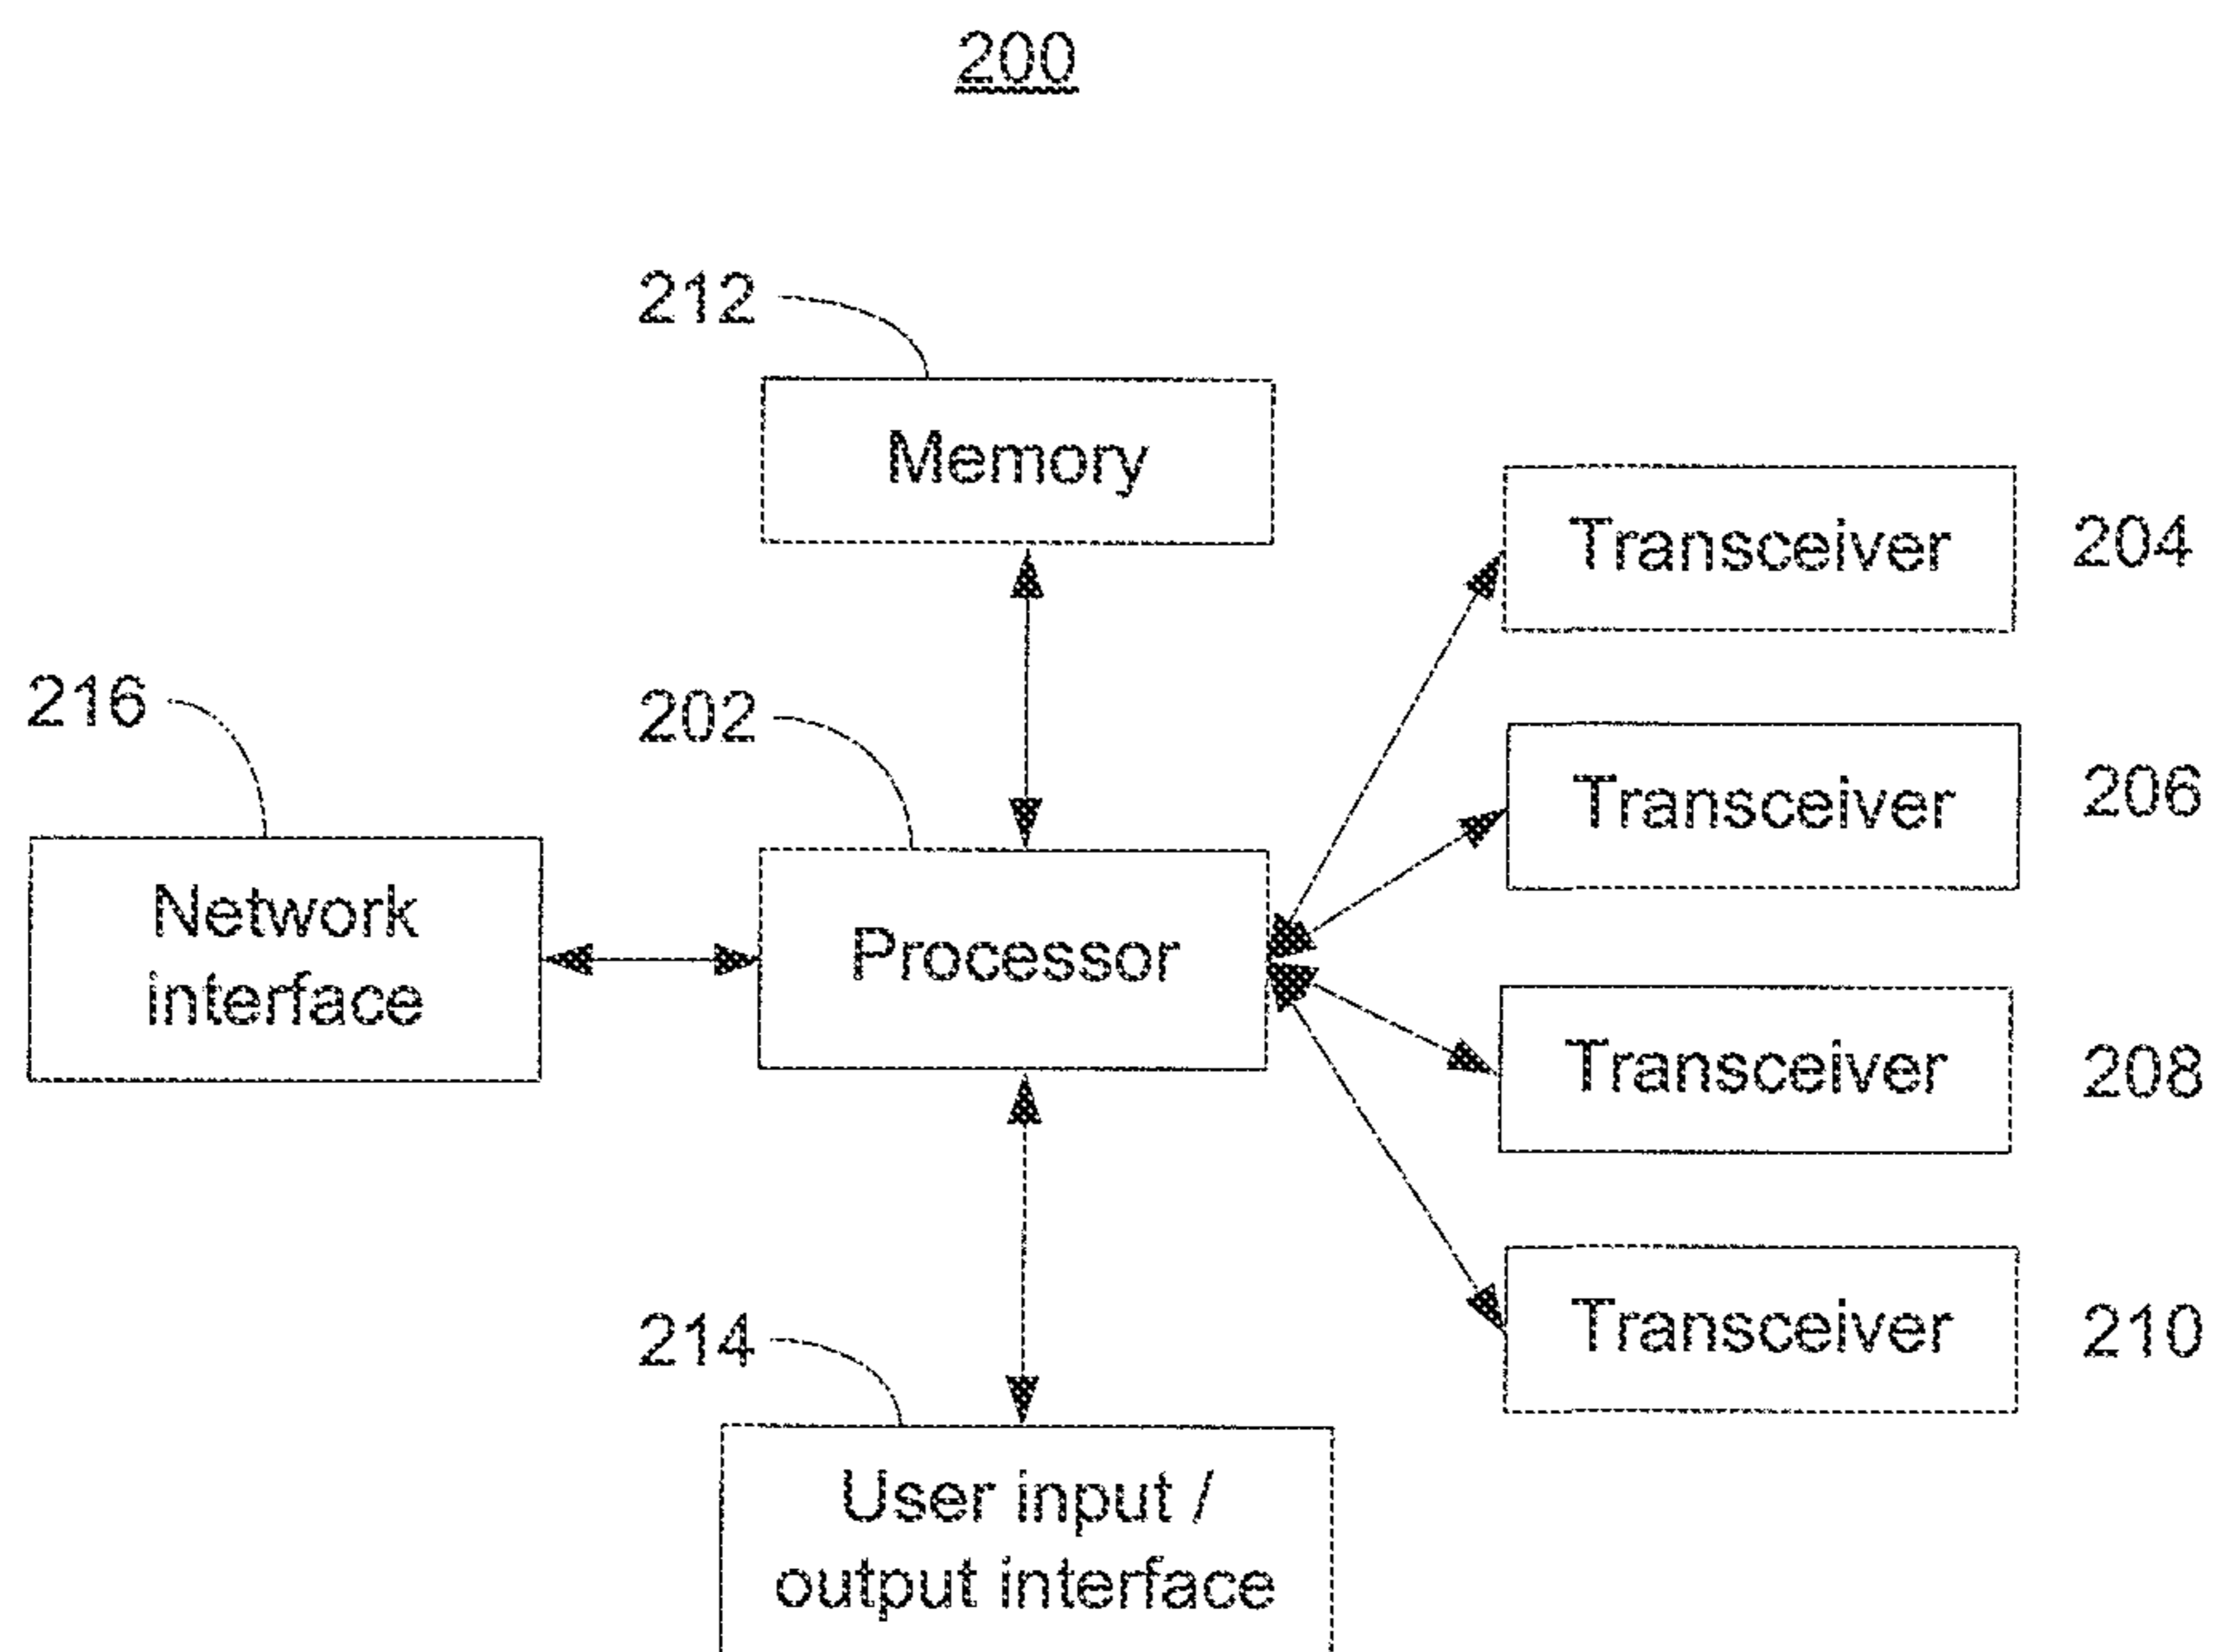 200
212
Memory
Transceiver 204
216
202
Transceiver 206
Network
interface
Processor
Transceiver 208
214
Transceiver 210
User input /
output interface